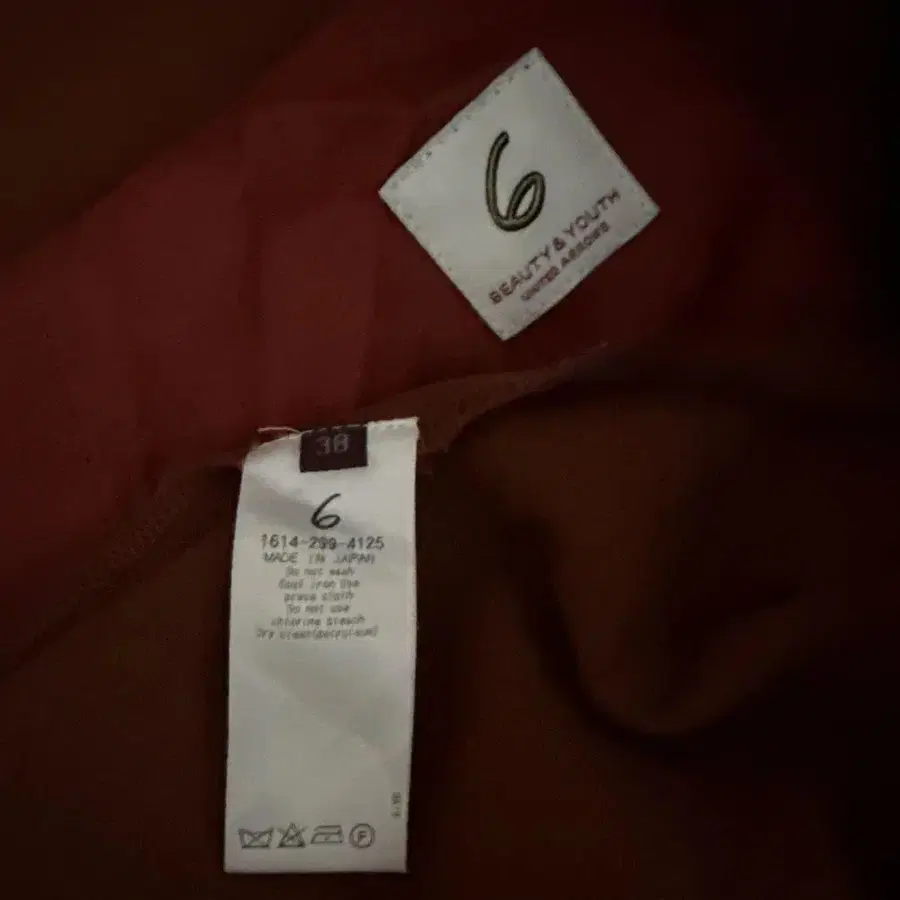 6
BEAUTY & YOUTH
UNITED ARROWS
38
6
1614-299-4125
MADE IN JAPAN
Do not wash
Cool iron Use
press cloth
Do not use
chlorine bleach
Dry clean(petroleum)
F